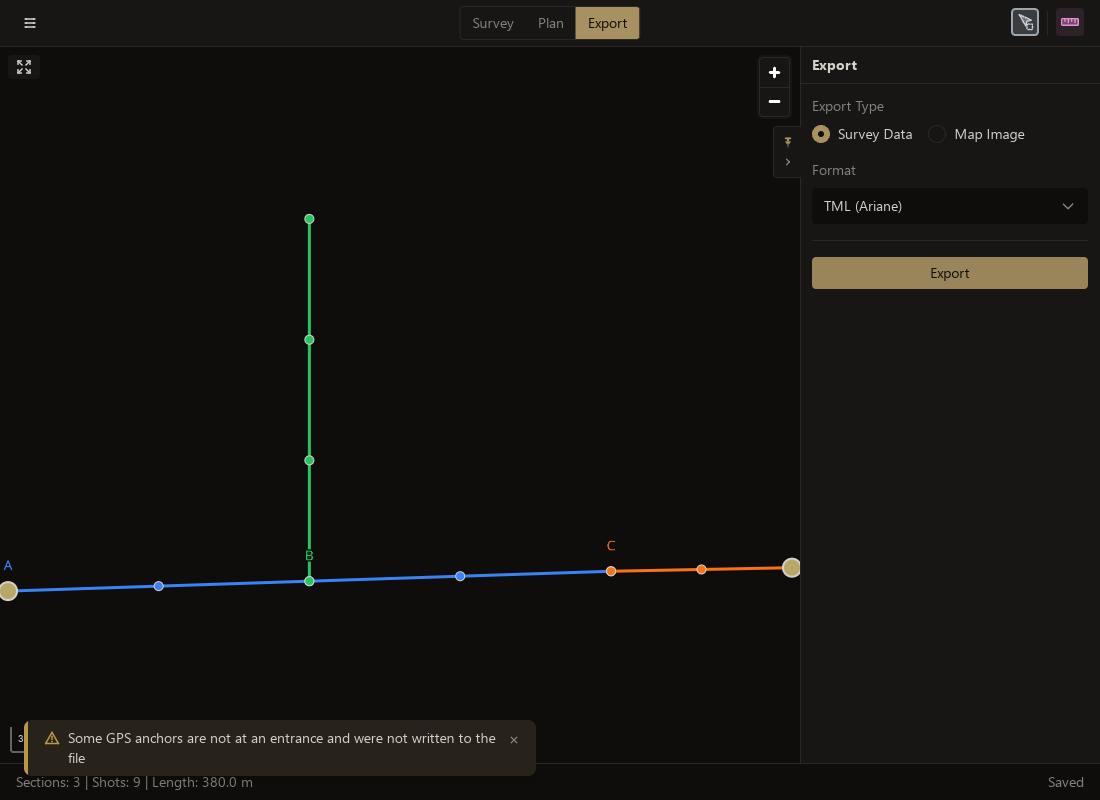 Survey Plan Export
Export
Export Type
Survey Data Map Image
Format
TML (Ariane)
Export
B
A
C
3
Some GPS anchors are not at an entrance and were not written to the
file
Sections: 3 | Shots: 9 | Length: 380.0 m
Saved